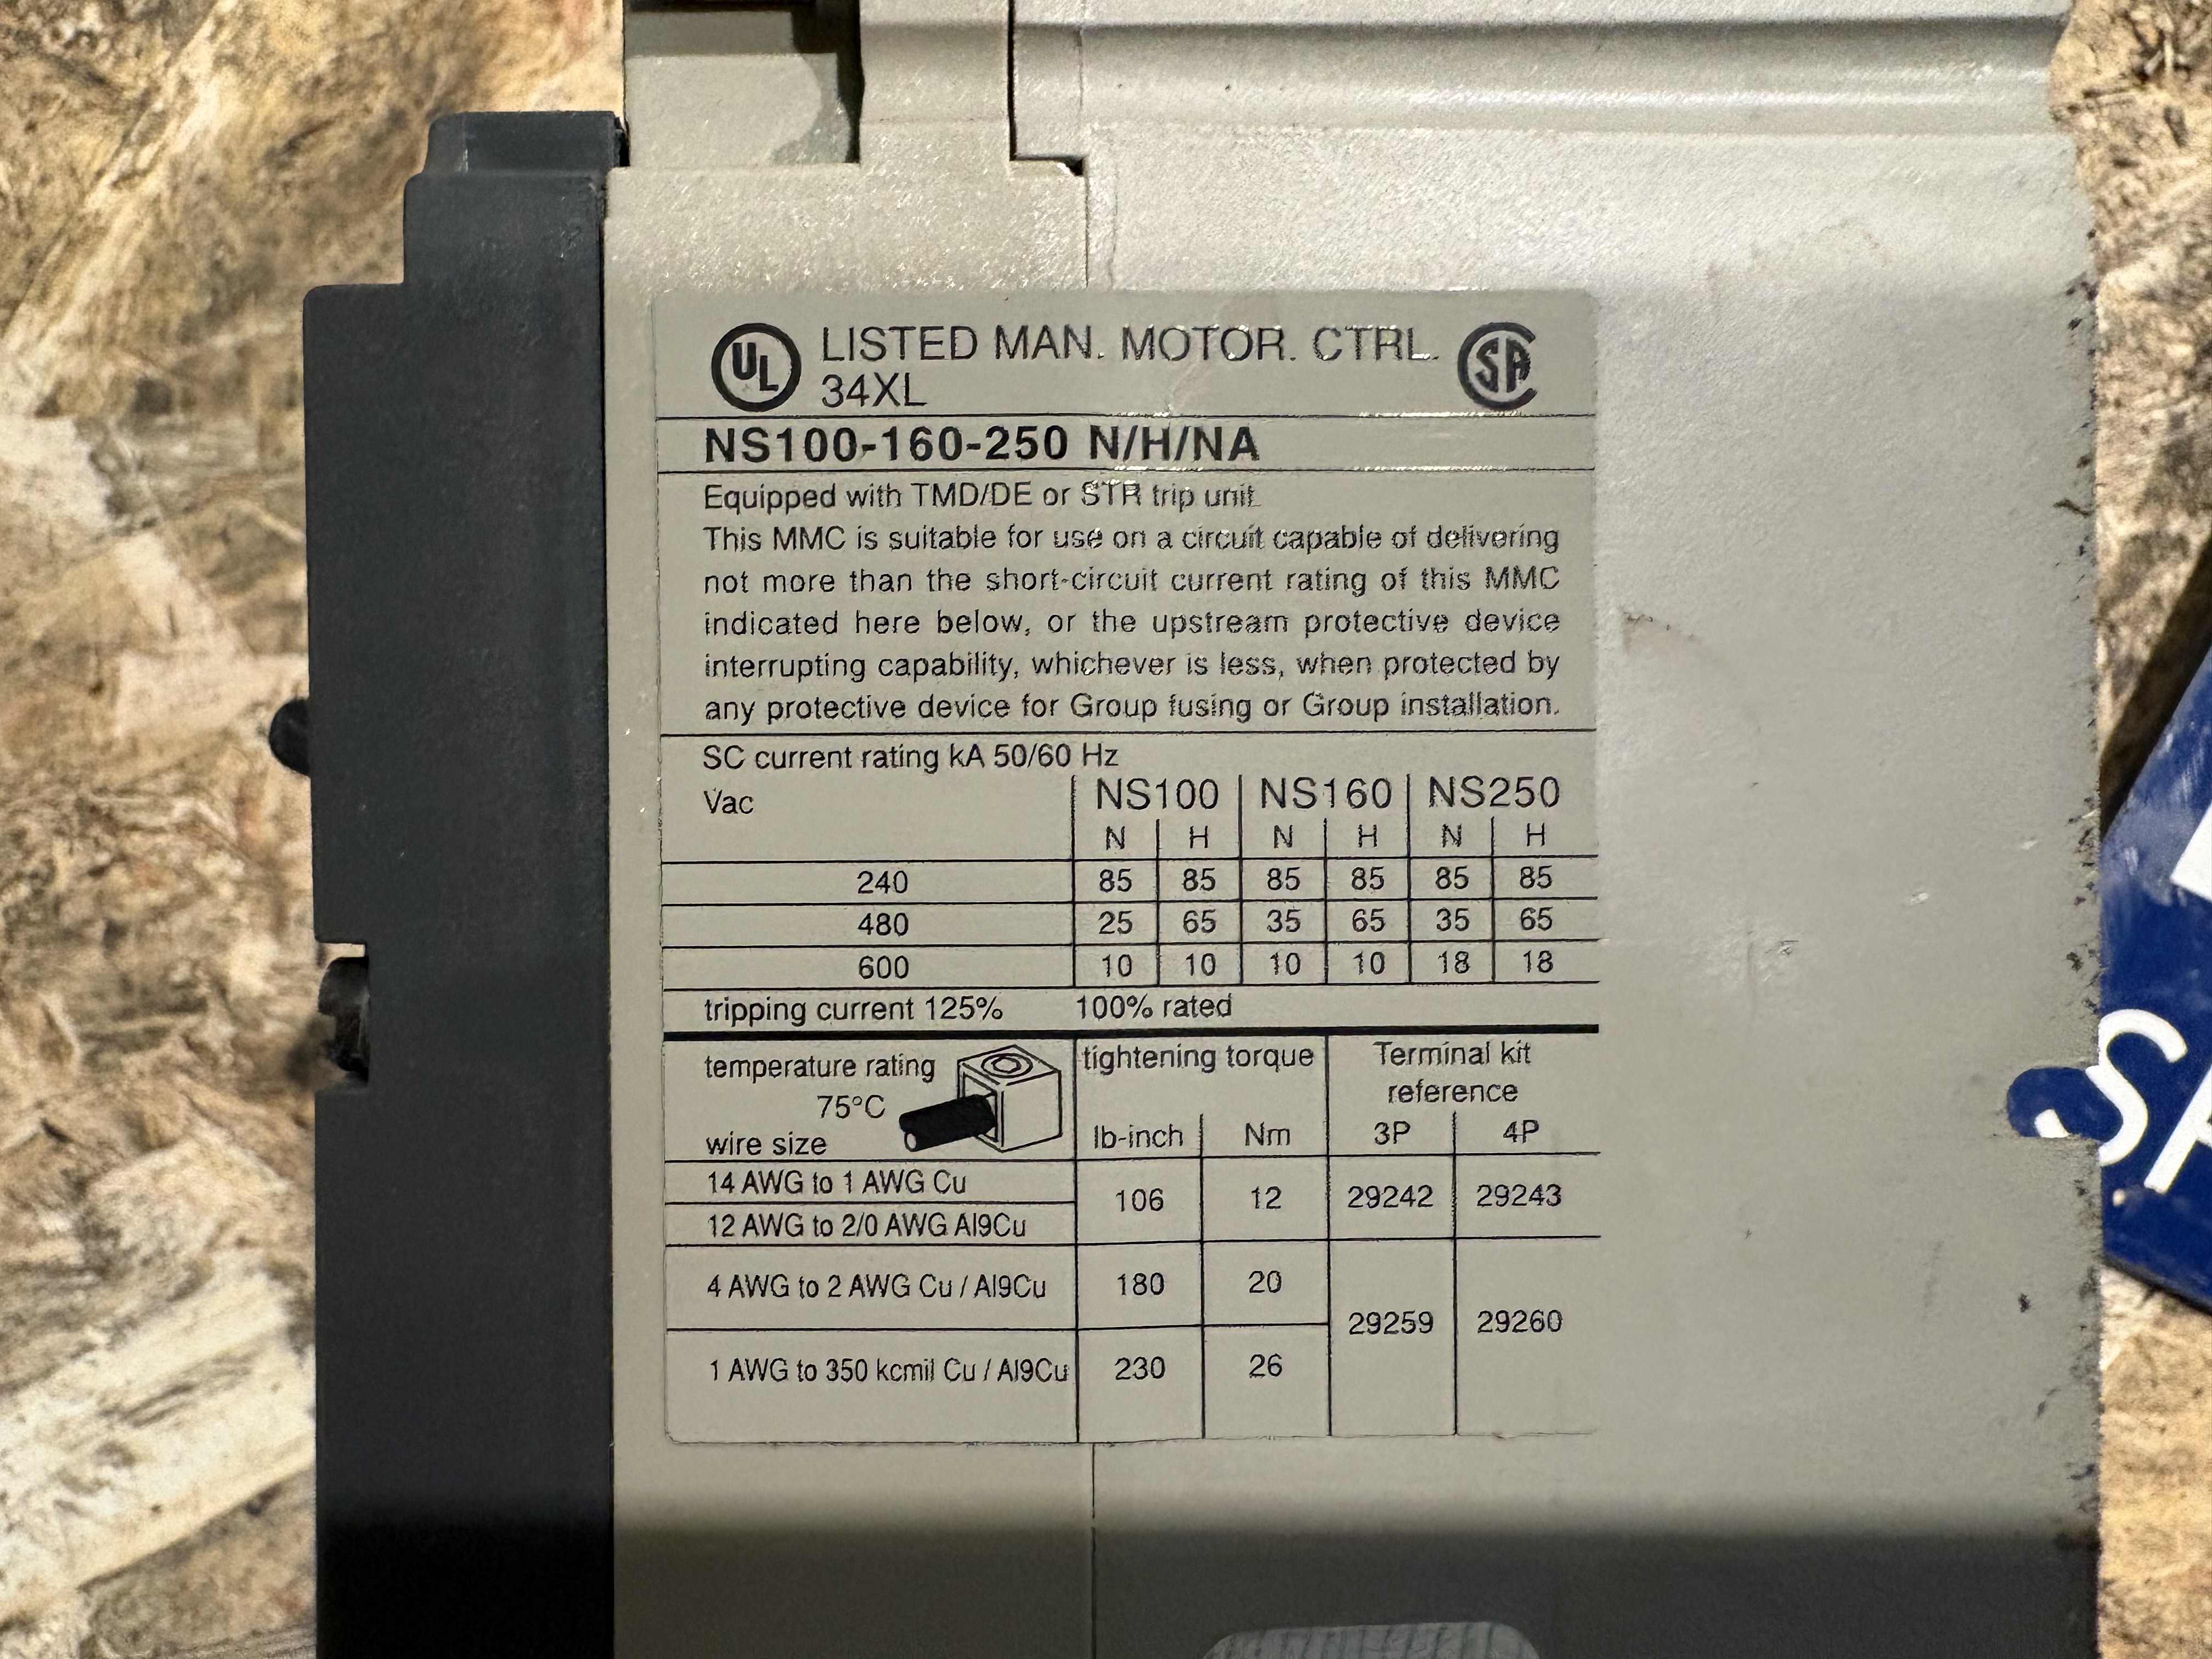 UL LISTED MAN. MOTOR. CTRL. SA
34XL
NS100-160-250 N/H/NA
Equipped with TMD/DE or STR trip unit
This MMC is suitable for use on a circuit capable of delivering
not more than the short-circuit current rating of this MMC
indicated here below, or the upstream protective device
interrupting capability, whichever is less, when protected by
any protective device for Group fusing or Group installation.
SC current rating kA 50/60 Hz
Vac NS100 NS160 NS250
N H N H N H
240 85 85 85 85 85 85
480 25 65 35 65 35 65
600 10 10 10 10 18 18
tripping current 125% 100% rated
temperature rating tightening torque Terminal kit
75°C reference
wire size lb-inch Nm 3P 4P
14 AWG to 1 AWG Cu 106 12 29242 29243
12 AWG to 2/0 AWG Al9Cu
4 AWG to 2 AWG Cu / Al9Cu 180 20 29259 29260
1 AWG to 350 kcmil Cu / Al9Cu 230 26